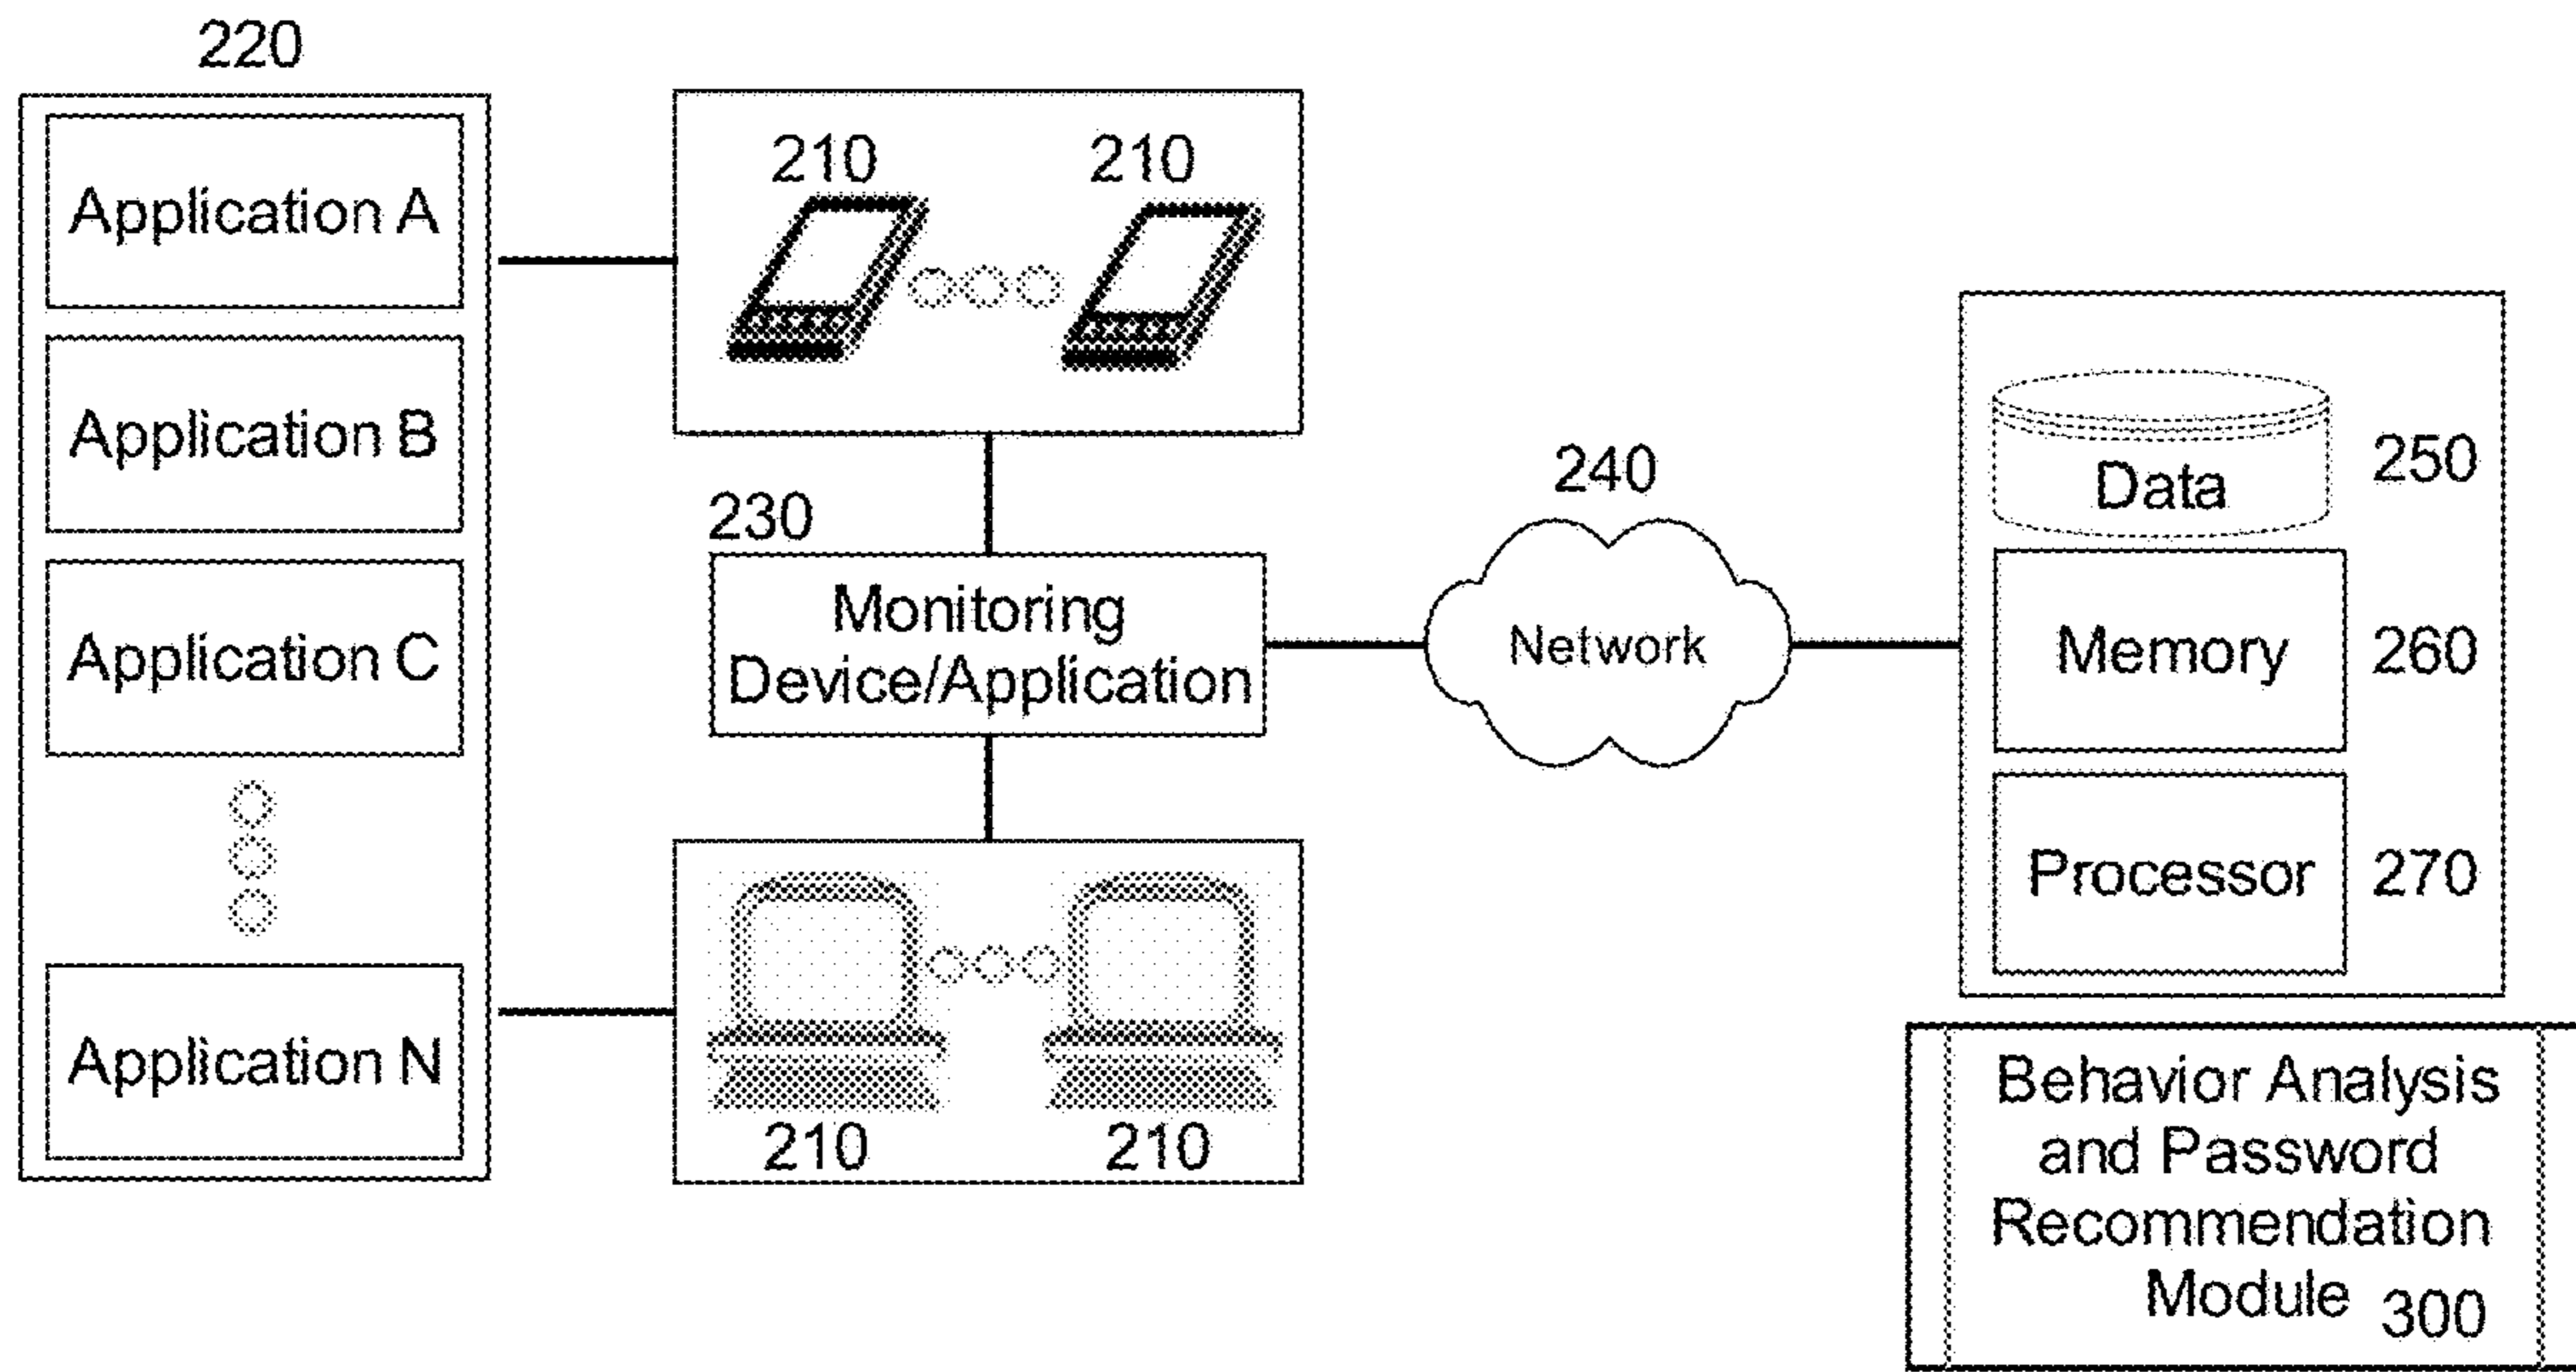 220
Application A
Application B
Application C
Application N
210 210
230
Monitoring
Device/Application
210 210
240
Network
Data 250
Memory 260
Processor 270
Behavior Analysis
and Password
Recommendation
Module 300